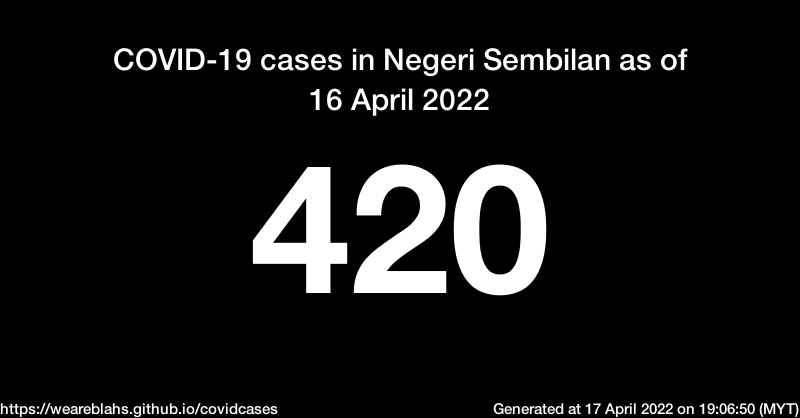 COVID-19 cases in Negeri Sembilan as of
16 April 2022
420
https://weareblahs.github.io/covidcases
Generated at 17 April 2022 on 19:06:50 (MYT)